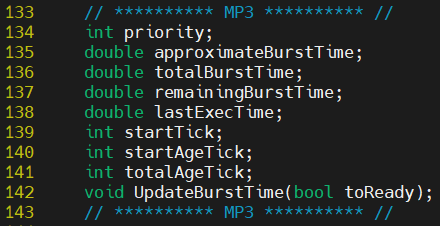 133 // ********** MP3 ********** //
134 int priority;
135 double approximateBurstTime;
136 double totalBurstTime;
137 double remainingBurstTime;
138 double lastExecTime;
139 int startTick;
140 int startAgeTick;
141 int totalAgeTick;
142 void UpdateBurstTime(bool toReady);
143 // ********** MP3 ********** //